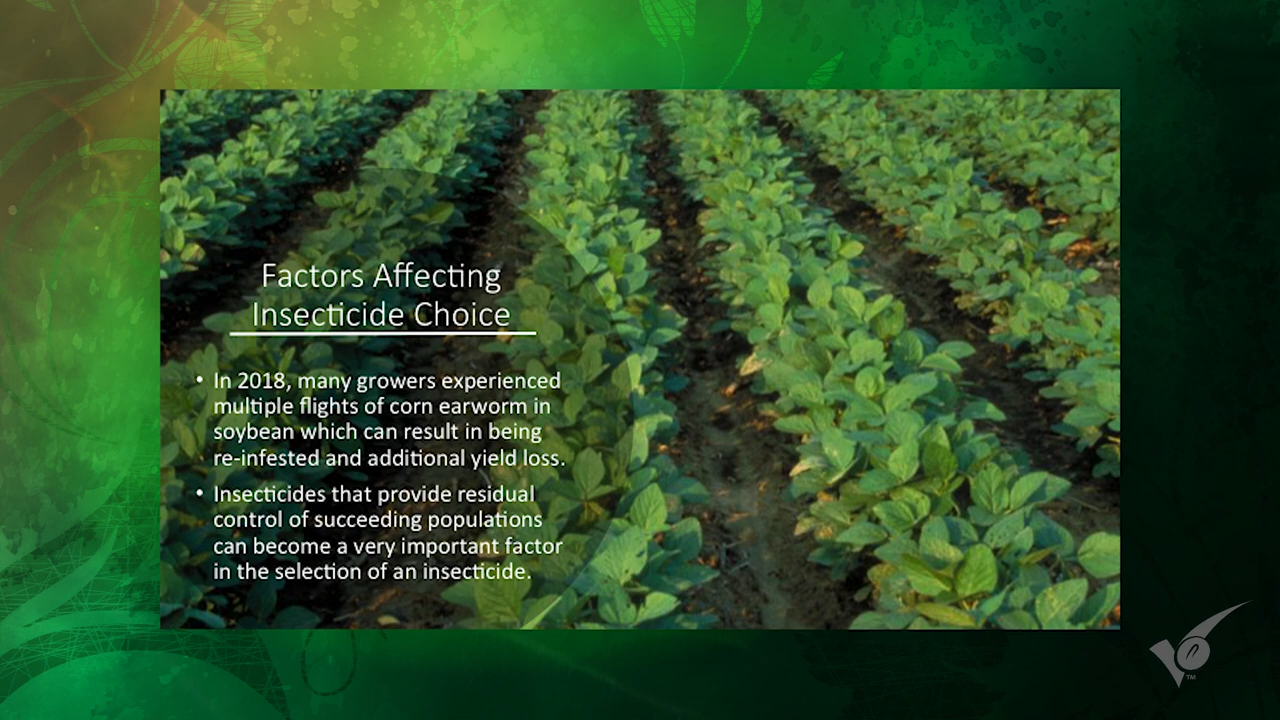 Factors Affecting
Insecticide Choice
• In 2018, many growers experienced
multiple flights of corn earworm in
soybean which can result in being
re-infested and additional yield loss.
• Insecticides that provide residual
control of succeeding populations
can become a very important factor
in the selection of an insecticide.
TM